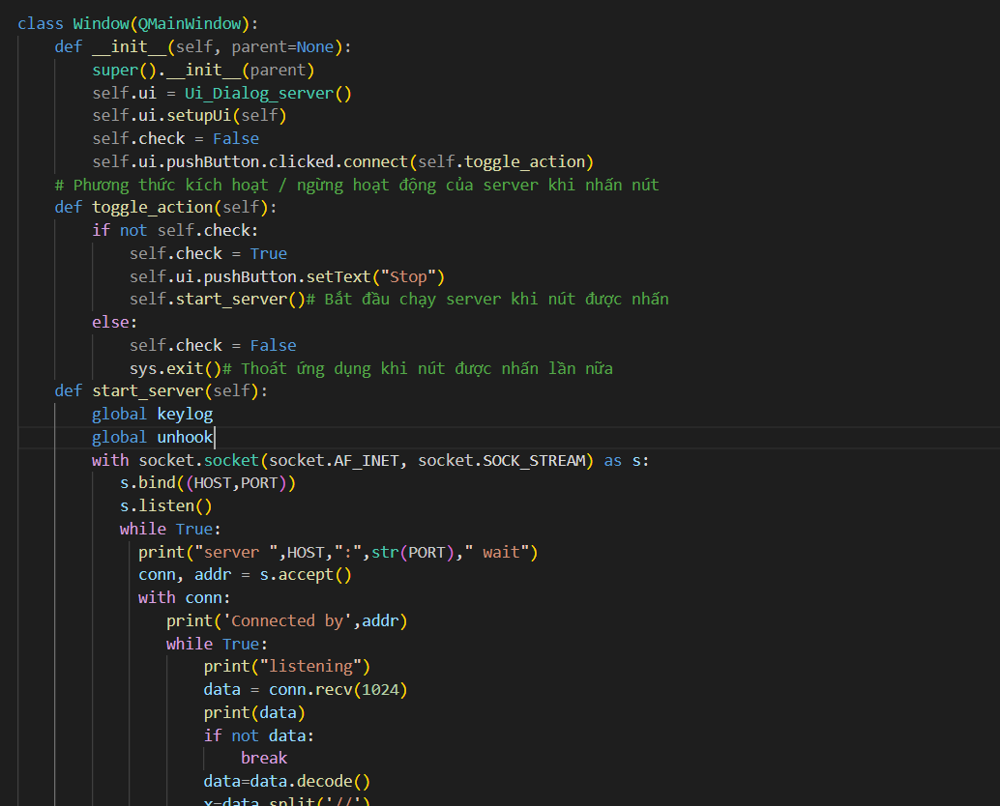 class Window(QMainWindow):
    def __init__(self, parent=None):
        super().__init__(parent)
        self.ui = Ui_Dialog_server()
        self.ui.setupUi(self)
        self.check = False
        self.ui.pushButton.clicked.connect(self.toggle_action)
    # Phương thức kích hoạt / ngừng hoạt động của server khi nhấn nút
    def toggle_action(self):
        if not self.check:
            self.check = True
            self.ui.pushButton.setText("Stop")
            self.start_server()# Bắt đầu chạy server khi nút được nhấn
        else:
            self.check = False
            sys.exit()# Thoát ứng dụng khi nút được nhấn lần nữa
    def start_server(self):
        global keylog
        global unhook
        with socket.socket(socket.AF_INET, socket.SOCK_STREAM) as s:
           s.bind((HOST,PORT))
           s.listen()
           while True:
             print("server ",HOST,":",str(PORT)," wait")
             conn, addr = s.accept()
             with conn:
                print('Connected by',addr)
                while True:
                    print("listening")
                    data = conn.recv(1024)
                    print(data)
                    if not data:
                        break
                    data=data.decode()
                    x=data.split('//')